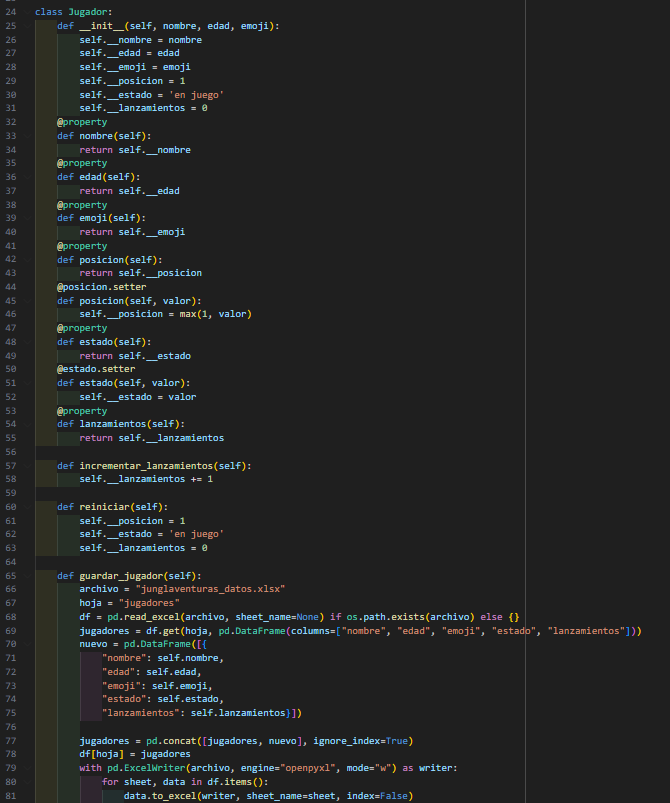 24 class Jugador:
25     def __init__(self, nombre, edad, emoji):
26         self.__nombre = nombre
27         self.__edad = edad
28         self.__emoji = emoji
29         self.__posicion = 1
30         self.__estado = 'en juego'
31         self.__lanzamientos = 0
32     @property
33     def nombre(self):
34         return self.__nombre
35     @property
36     def edad(self):
37         return self.__edad
38     @property
39     def emoji(self):
40         return self.__emoji
41     @property
42     def posicion(self):
43         return self.__posicion
44     @posicion.setter
45     def posicion(self, valor):
46         self.__posicion = max(1, valor)
47     @property
48     def estado(self):
49         return self.__estado
50     @estado.setter
51     def estado(self, valor):
52         self.__estado = valor
53     @property
54     def lanzamientos(self):
55         return self.__lanzamientos
56
57     def incrementar_lanzamientos(self):
58         self.__lanzamientos += 1
59
60     def reiniciar(self):
61         self.__posicion = 1
62         self.__estado = 'en juego'
63         self.__lanzamientos = 0
64
65     def guardar_jugador(self):
66         archivo = "junglaventuras_datos.xlsx"
67         hoja = "jugadores"
68         df = pd.read_excel(archivo, sheet_name=None) if os.path.exists(archivo) else {}
69         jugadores = df.get(hoja, pd.DataFrame(columns=["nombre", "edad", "emoji", "estado", "lanzamientos"]))
70         nuevo = pd.DataFrame([{
71             "nombre": self.nombre,
72             "edad": self.edad,
73             "emoji": self.emoji,
74             "estado": self.estado,
75             "lanzamientos": self.lanzamientos}])
76
77         jugadores = pd.concat([jugadores, nuevo], ignore_index=True)
78         df[hoja] = jugadores
79         with pd.ExcelWriter(archivo, engine="openpyxl", mode="w") as writer:
80             for sheet, data in df.items():
81                 data.to_excel(writer, sheet_name=sheet, index=False)